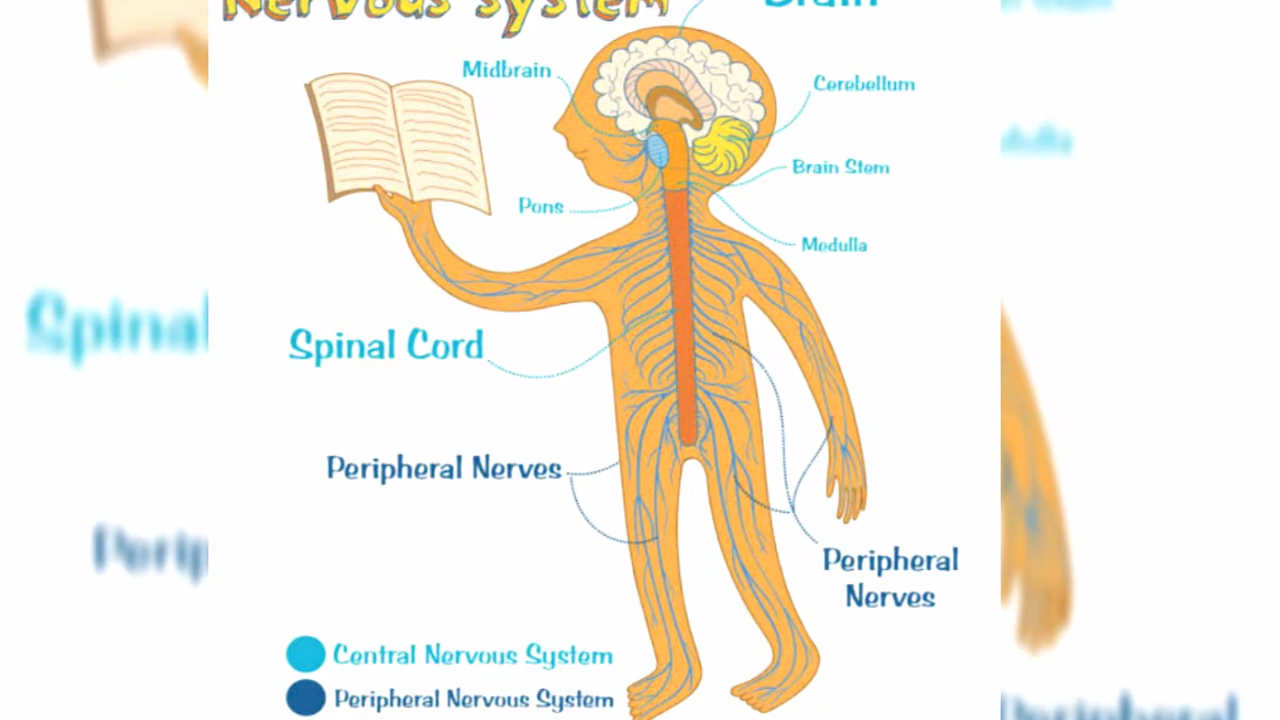 Nervous system
Brain
Midbrain
Cerebellum
Brain Stem
Pons
Medulla
Spinal Cord
Peripheral Nerves
Peripheral
Nerves
Central Nervous System
Peripheral Nervous System